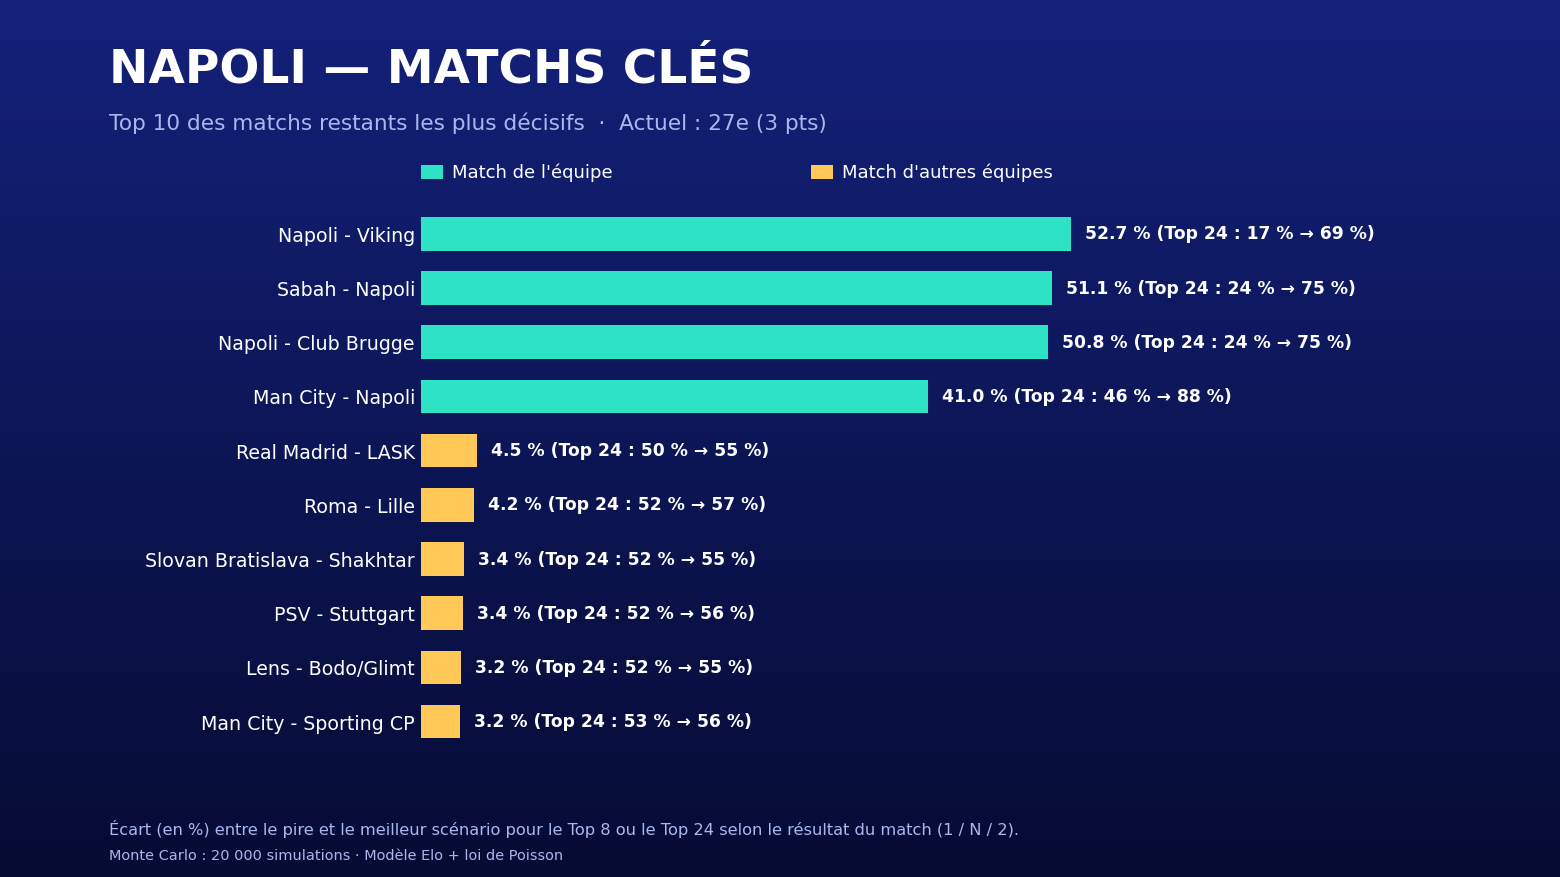 NAPOLI — MATCHS CLÉS
Top 10 des matchs restants les plus décisifs · Actuel : 27e (3 pts)
Match de l'équipe
Match d'autres équipes
Napoli - Viking 52.7 % (Top 24 : 17 % → 69 %)
Sabah - Napoli 51.1 % (Top 24 : 24 % → 75 %)
Napoli - Club Brugge 50.8 % (Top 24 : 24 % → 75 %)
Man City - Napoli 41.0 % (Top 24 : 46 % → 88 %)
Real Madrid - LASK 4.5 % (Top 24 : 50 % → 55 %)
Roma - Lille 4.2 % (Top 24 : 52 % → 57 %)
Slovan Bratislava - Shakhtar 3.4 % (Top 24 : 52 % → 55 %)
PSV - Stuttgart 3.4 % (Top 24 : 52 % → 56 %)
Lens - Bodo/Glimt 3.2 % (Top 24 : 52 % → 55 %)
Man City - Sporting CP 3.2 % (Top 24 : 53 % → 56 %)
Écart (en %) entre le pire et le meilleur scénario pour le Top 8 ou le Top 24 selon le résultat du match (1 / N / 2).
Monte Carlo : 20 000 simulations · Modèle Elo + loi de Poisson